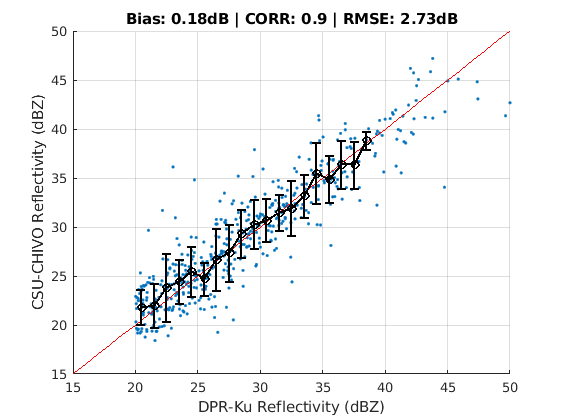 Bias: 0.18dB | CORR: 0.9 | RMSE: 2.73dB
50
45
40
35
30
25
20
15
CSU-CHIVO Reflectivity (dBZ)
15 20 25 30 35 40 45 50
DPR-Ku Reflectivity (dBZ)